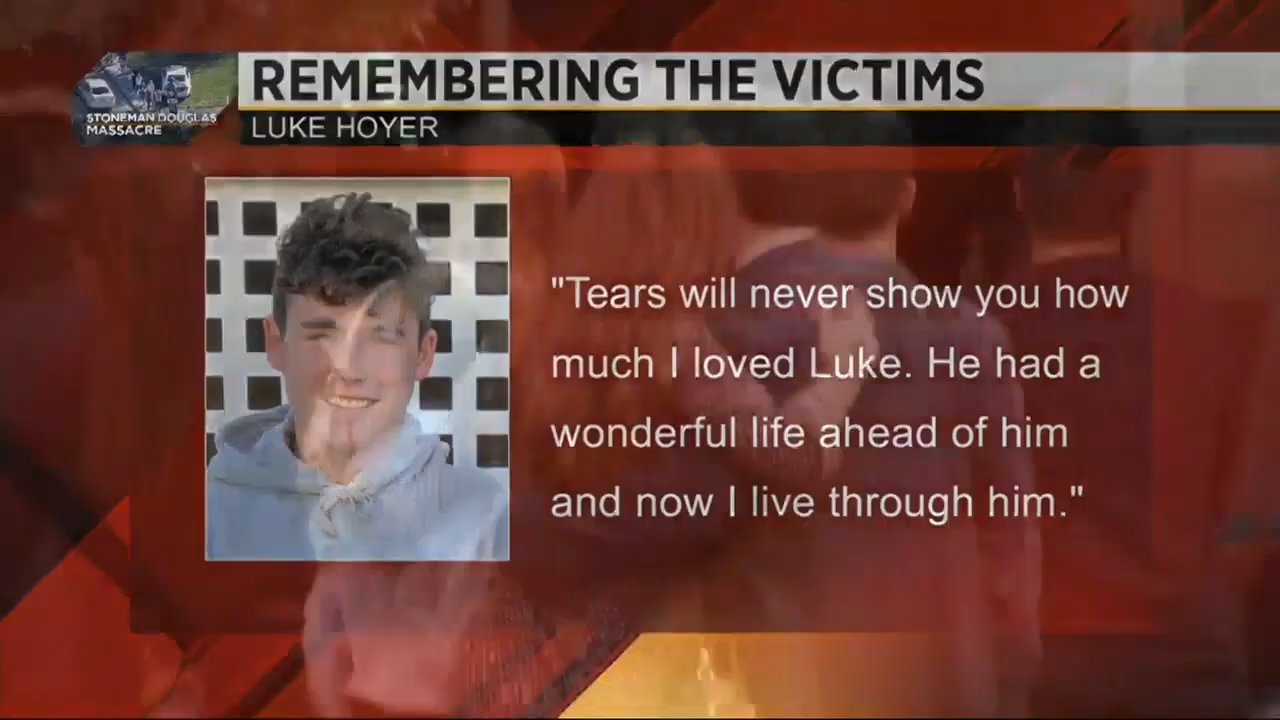 REMEMBERING THE VICTIMS
STONEMAN DOUGLAS
MASSACRE
LUKE HOYER
"Tears will never show you how
much I loved Luke. He had a
wonderful life ahead of him
and now I live through him."